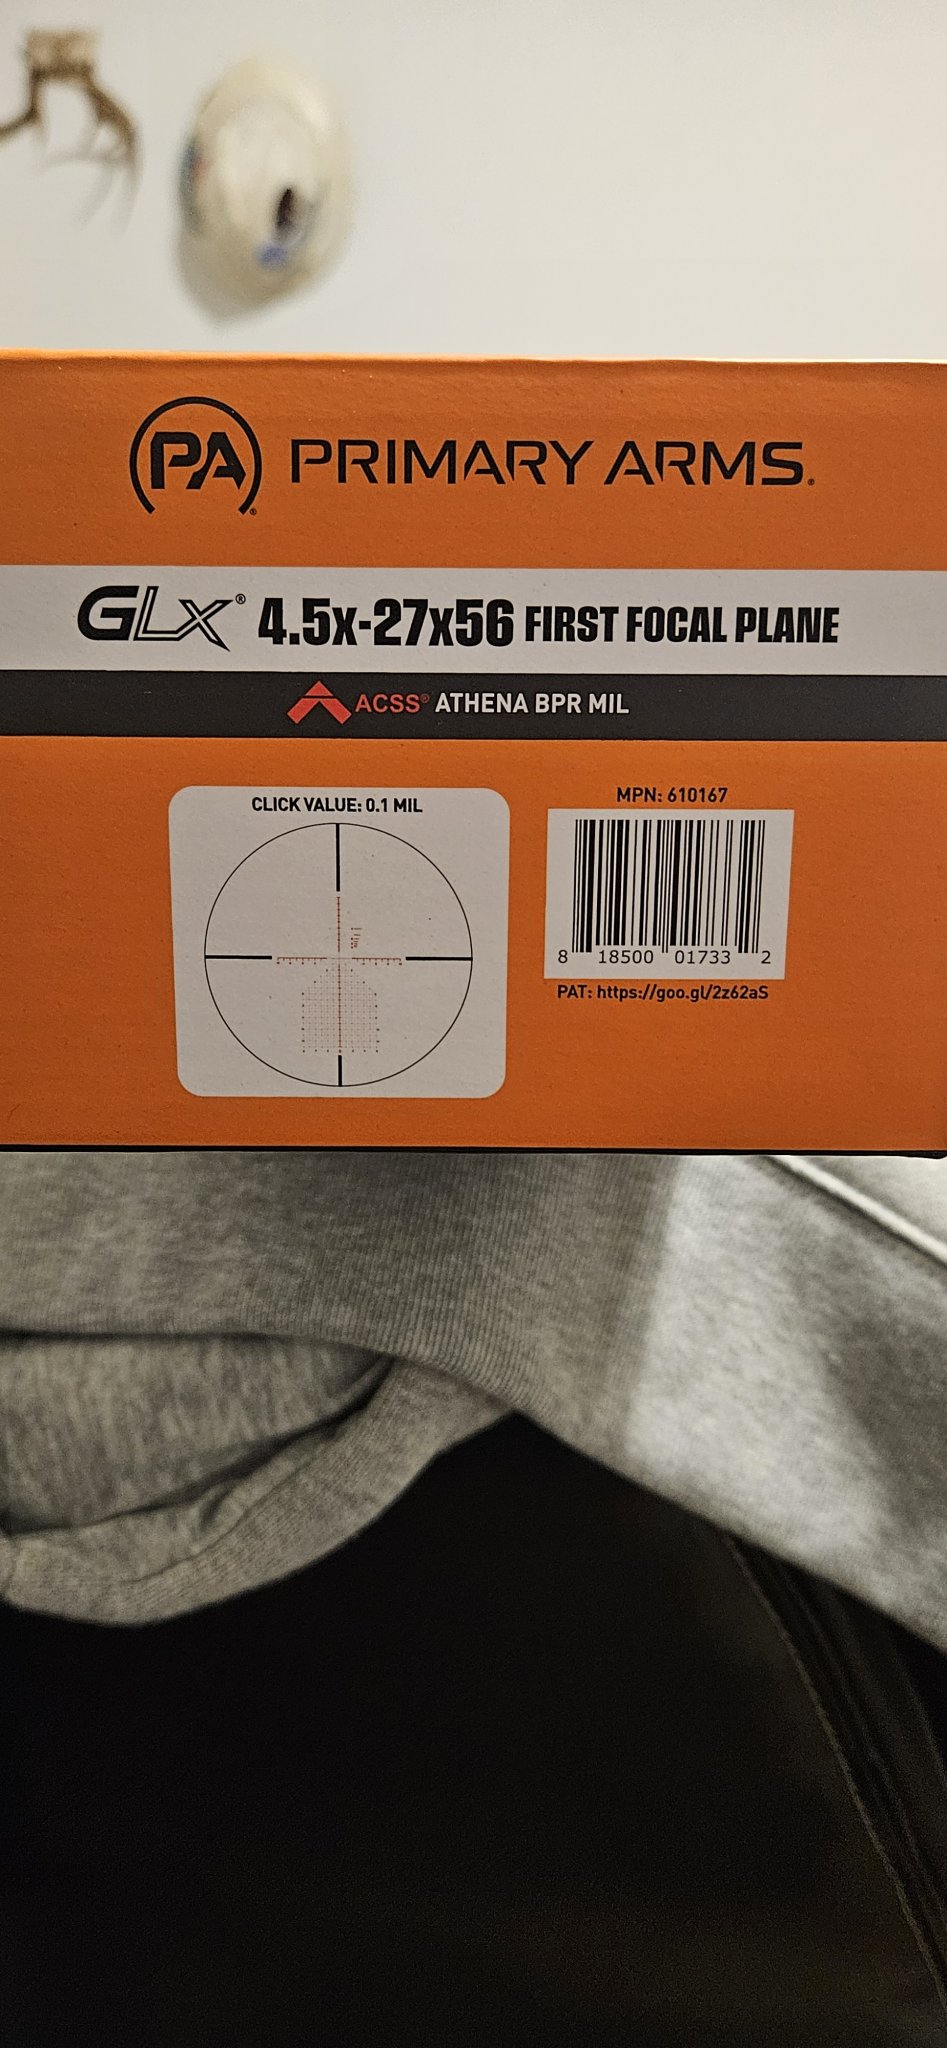 PA® PRIMARY ARMS®
GLx® 4.5x-27x56 FIRST FOCAL PLANE
ACSS® ATHENA BPR MIL
CLICK VALUE: 0.1 MIL
MPN: 610167
8 18500 01733 2
PAT: https://goo.gl/2z62aS